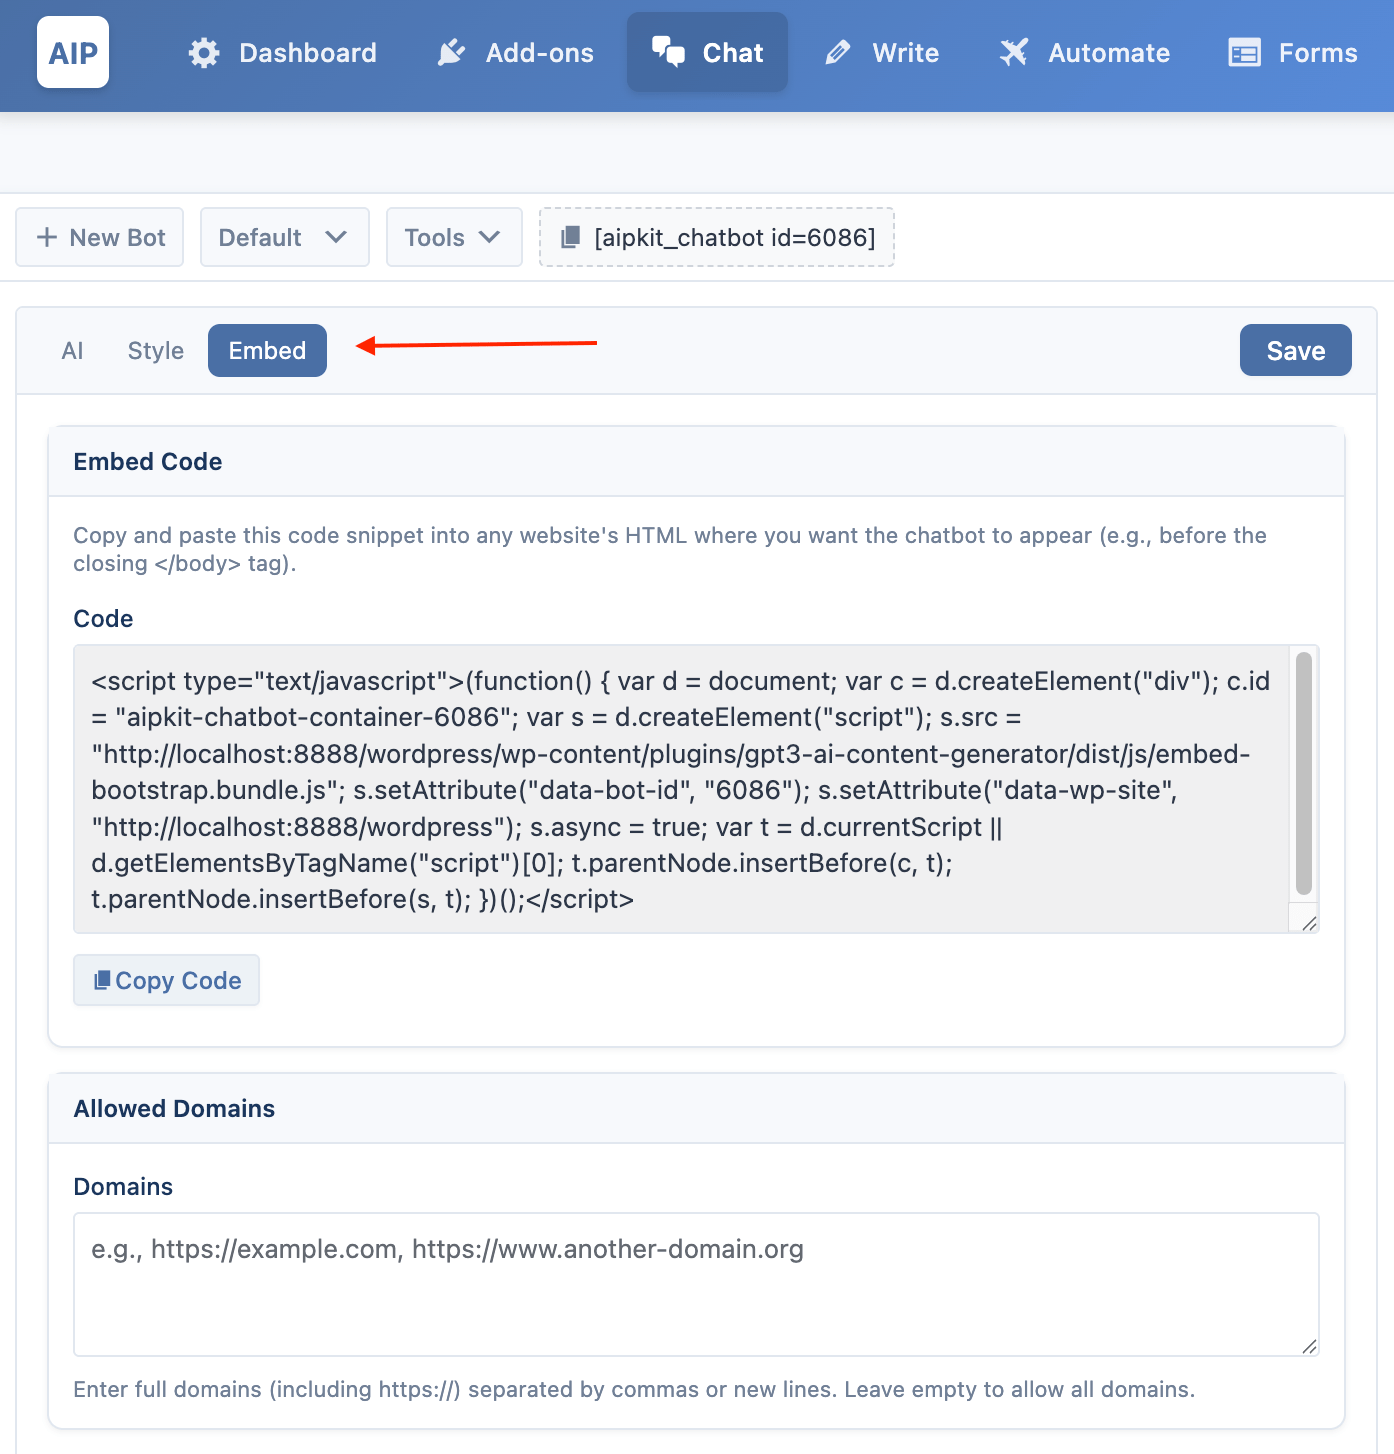 AIP
Dashboard
Add-ons
Chat
Write
Automate
Forms
New Bot
Default
Tools
[aipkit_chatbot id=6086]
AI
Style
Embed
Save
Embed Code
Copy and paste this code snippet into any website's HTML where you want the chatbot to appear (e.g., before the
closing </body> tag).
Code
<script type="text/javascript">(function() { var d = document; var c = d.createElement("div"); c.id
= "aipkit-chatbot-container-6086"; var s = d.createElement("script"); s.src =
"http://localhost:8888/wordpress/wp-content/plugins/gpt3-ai-content-generator/dist/js/embed-
bootstrap.bundle.js"; s.setAttribute("data-bot-id", "6086"); s.setAttribute("data-wp-site",
"http://localhost:8888/wordpress"); s.async = true; var t = d.currentScript ||
d.getElementsByTagName("script")[0]; t.parentNode.insertBefore(c, t);
t.parentNode.insertBefore(s, t); })();</script>
Copy Code
Allowed Domains
Domains
e.g., https://example.com, https://www.another-domain.org
Enter full domains (including https://) separated by commas or new lines. Leave empty to allow all domains.